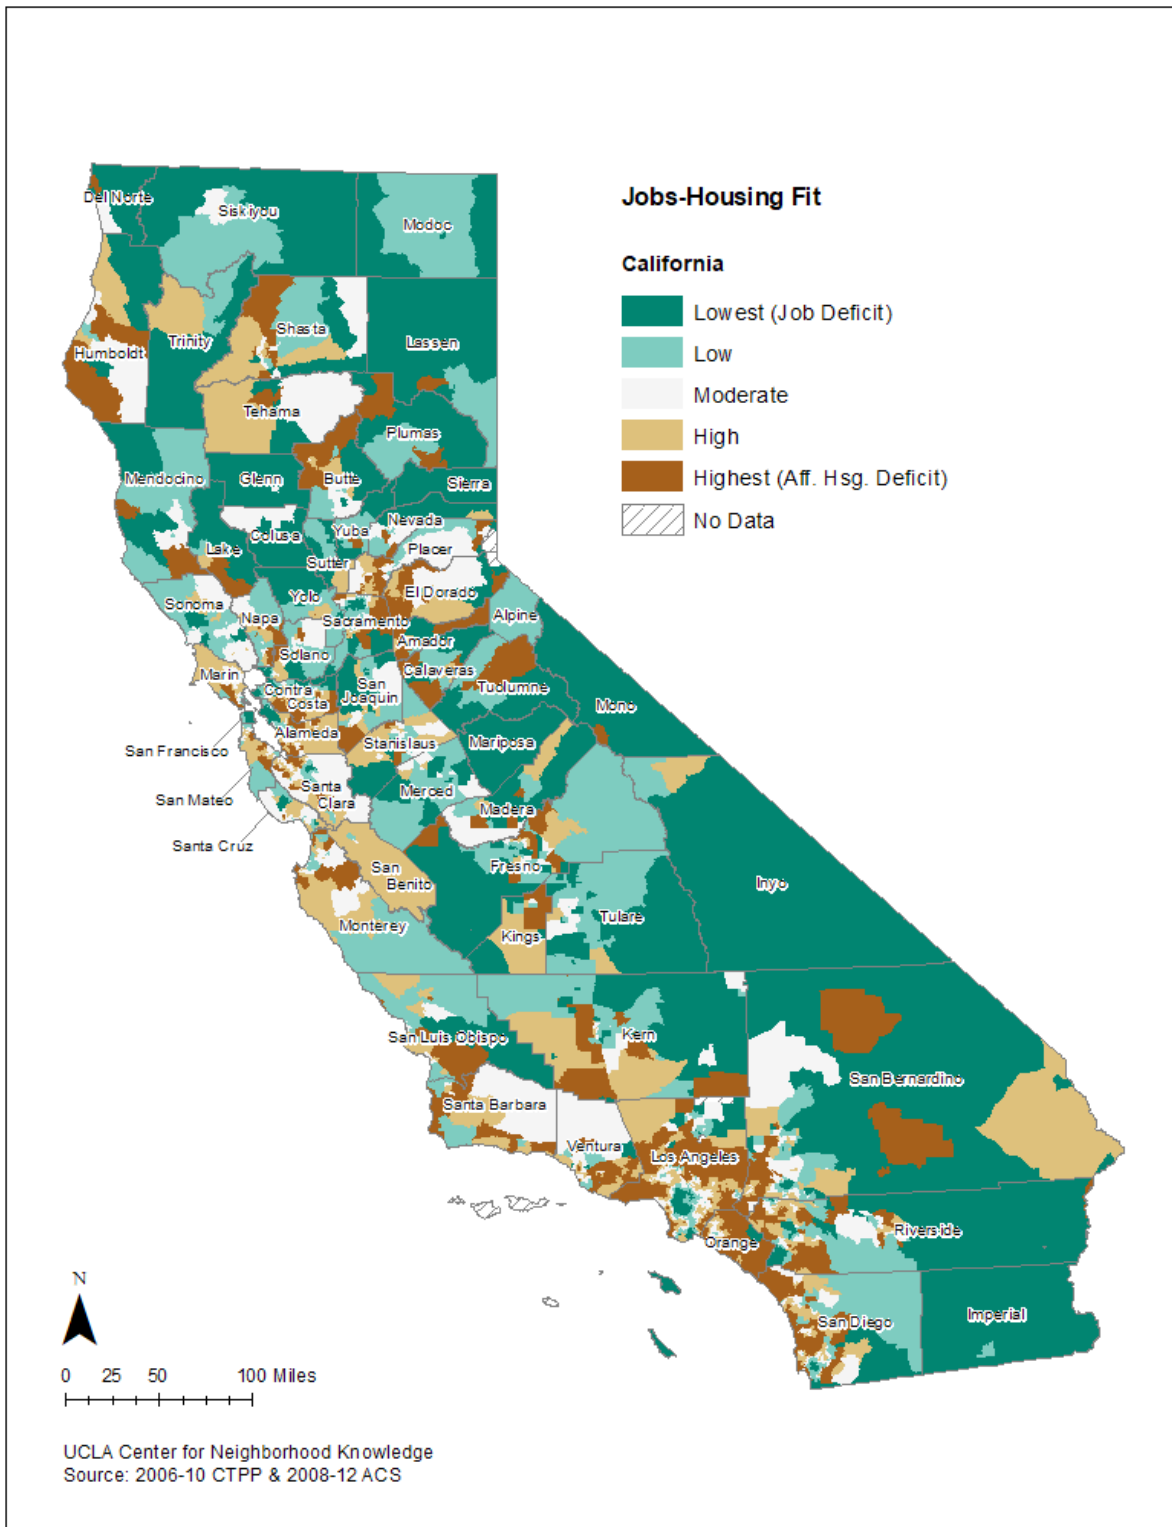 Jobs-Housing Fit
California
Lowest (Job Deficit)
Low
Moderate
High
Highest (Aff. Hsg. Deficit)
No Data
Del Norte
Siskiyou
Modoc
Shasta
Trinity
Lassen
Humboldt
Tehama
Plumas
Mendocino
Glenn
Butte
Sierra
Nevada
Yuba
Colusa
Placer
Lake
Sutter
El Dorado
Yolo
Sonoma
Napa
Sacramento
Alpine
Amador
Solano
Calaveras
Marin
San
Joaquin
Contra
Costa
Tuolumne
Mono
Alameda
Stanislaus
Mariposa
San Francisco
Santa
Clara
Merced
San Mateo
Madera
Santa Cruz
San
Benito
Fresno
Inyo
Tulare
Monterey
Kings
San Luis Obispo
Kern
San Bernardino
Santa Barbara
Ventura
Los Angeles
Orange
Riverside
San Diego
Imperial
N
0 25 50 100 Miles
UCLA Center for Neighborhood Knowledge
Source: 2006-10 CTPP & 2008-12 ACS